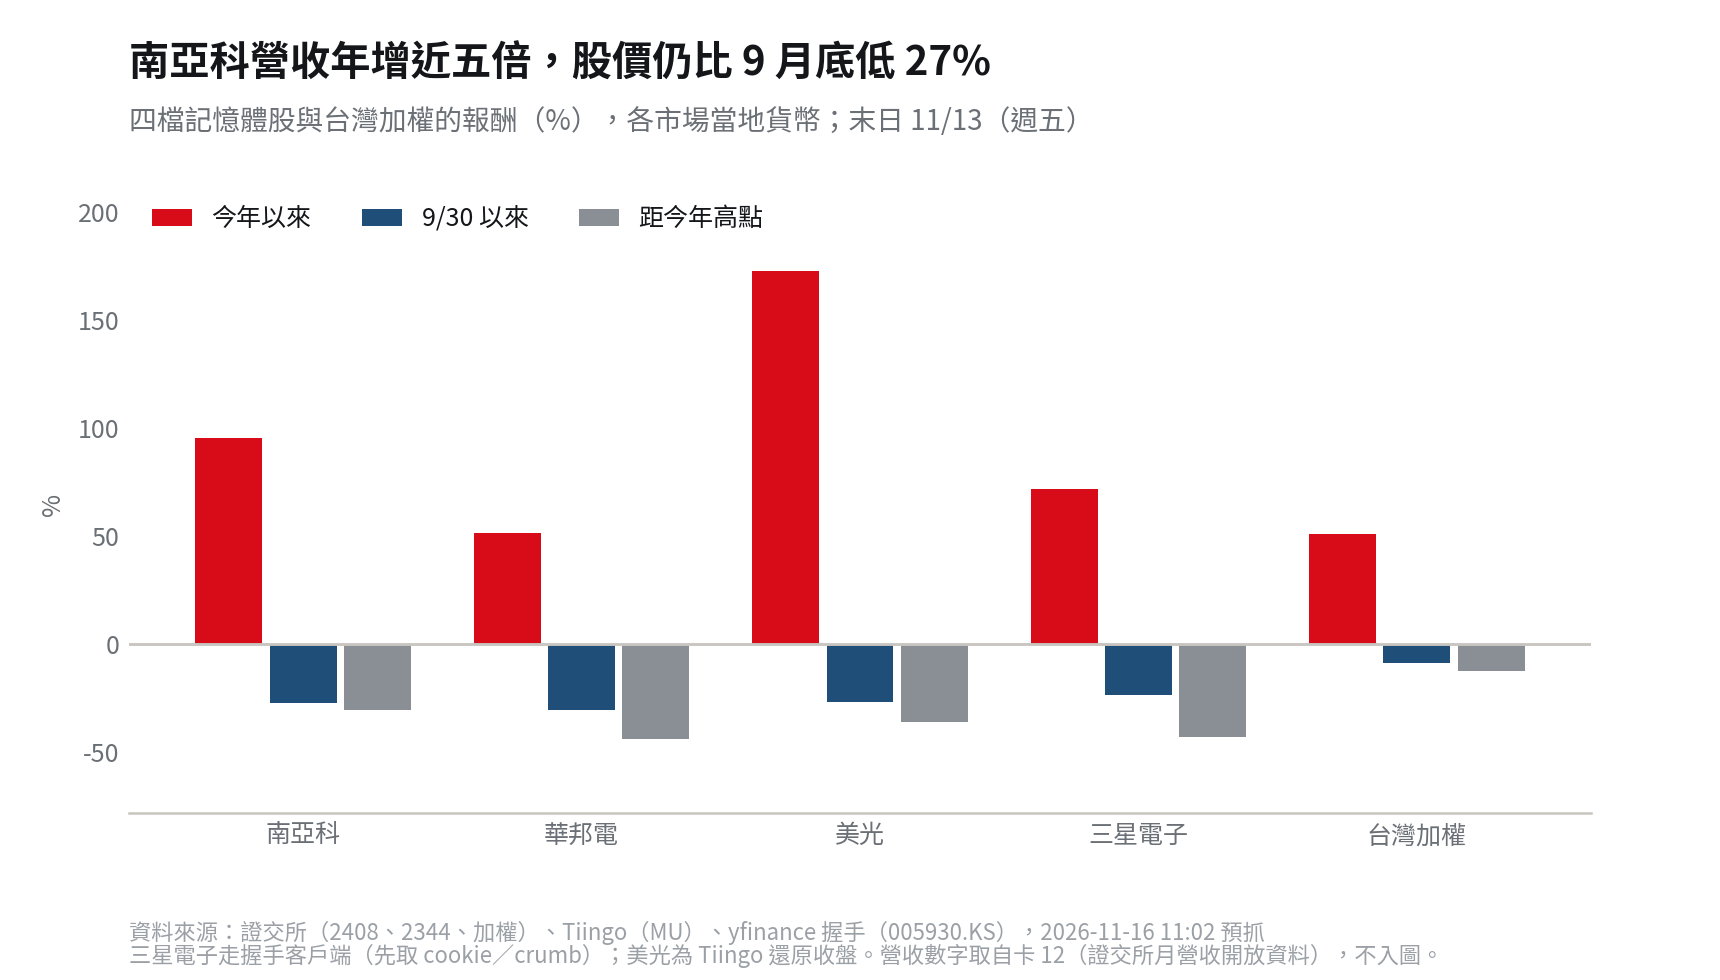 南亞科營收年增近五倍，股價仍比 9 月底低 27%
四檔記憶體股與台灣加權的報酬（%），各市場當地貨幣；末日 11/13（週五）
200
今年以來
9/30 以來
距今年高點
150
100
%
50
0
-50
南亞科
華邦電
美光
三星電子
台灣加權
資料來源：證交所（2408、2344、加權）、Tiingo（MU）、yfinance 握手（005930.KS），2026-11-16 11:02 預抓
三星電子走握手客戶端（先取 cookie／crumb）；美光為 Tiingo 還原收盤。營收數字取自卡 12（證交所月營收開放資料），不入圖。